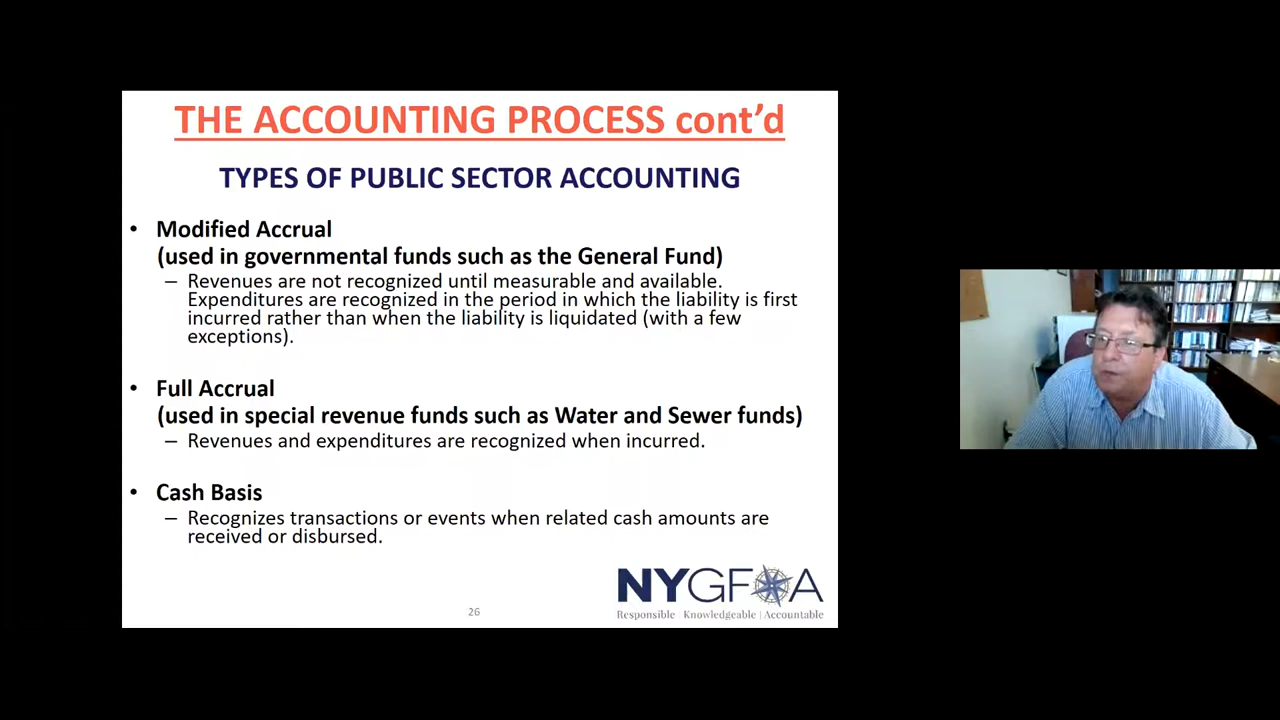 THE ACCOUNTING PROCESS cont’d
TYPES OF PUBLIC SECTOR ACCOUNTING
• Modified Accrual
(used in governmental funds such as the General Fund)
– Revenues are not recognized until measurable and available.
Expenditures are recognized in the period in which the liability is first
incurred rather than when the liability is liquidated (with a few
exceptions).
• Full Accrual
(used in special revenue funds such as Water and Sewer funds)
– Revenues and expenditures are recognized when incurred.
• Cash Basis
– Recognizes transactions or events when related cash amounts are
received or disbursed.
NYGFOA
Responsible | Knowledgeable | Accountable
26